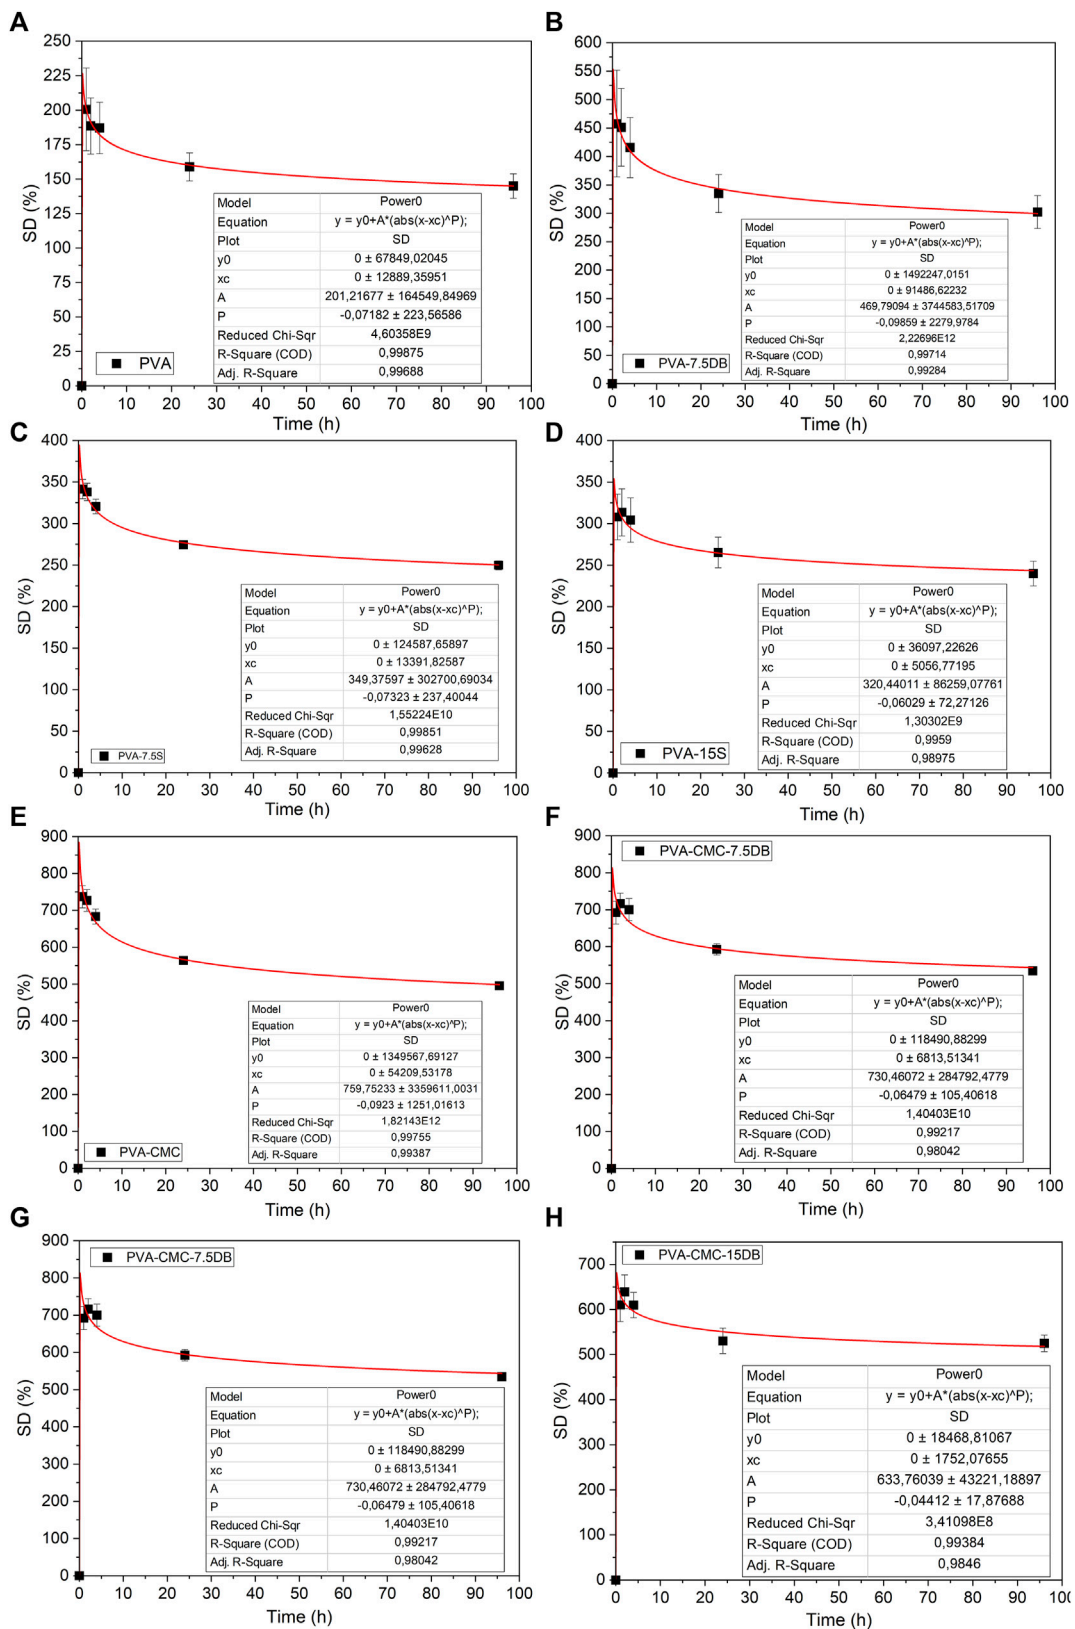 A
250
225
200
175
150
125
100
75
50
25
0
SD (%)
Model Power0
Equation y = y0+A*(abs(x-xc)^P);
Plot SD
y0 0 ± 67849,02045
xc 0 ± 12889,35951
A 201,21677 ± 164549,84969
P -0,07182 ± 223,56586
Reduced Chi-Sqr 4,60358E9
R-Square (COD) 0,99875
Adj. R-Square 0,99688
PVA
0 10 20 30 40 50 60 70 80 90 100
Time (h)
B
600
550
500
450
400
350
300
250
200
150
100
50
0
SD (%)
Model Power0
Equation y = y0+A*(abs(x-xc)^P);
Plot SD
y0 0 ± 1492247,0151
xc 0 ± 91486,62232
A 469,79094 ± 3744583,51709
P -0,09859 ± 2279,9784
Reduced Chi-Sqr 2,22696E12
R-Square (COD) 0,99714
Adj. R-Square 0,99284
PVA-7.5DB
0 10 20 30 40 50 60 70 80 90 100
Time (h)
C
400
350
300
250
200
150
100
50
0
SD (%)
Model Power0
Equation y = y0+A*(abs(x-xc)^P);
Plot SD
y0 0 ± 124587,65897
xc 0 ± 13391,82587
A 349,37597 ± 302700,69034
P -0,07323 ± 237,40044
Reduced Chi-Sqr 1,55224E10
R-Square (COD) 0,99851
Adj. R-Square 0,99628
PVA-7.5S
0 10 20 30 40 50 60 70 80 90 100
Time (h)
D
400
350
300
250
200
150
100
50
0
SD (%)
Model Power0
Equation y = y0+A*(abs(x-xc)^P);
Plot SD
y0 0 ± 36097,22626
xc 0 ± 5056,77195
A 320,44011 ± 86259,07761
P -0,06029 ± 72,27126
Reduced Chi-Sqr 1,30302E9
R-Square (COD) 0,9959
Adj. R-Square 0,98975
PVA-15S
0 10 20 30 40 50 60 70 80 90 100
Time (h)
E
900
800
700
600
500
400
300
200
100
0
SD (%)
Model Power0
Equation y = y0+A*(abs(x-xc)^P);
Plot SD
y0 0 ± 1349567,69127
xc 0 ± 54209,53178
A 759,75233 ± 3359611,0031
P -0,0923 ± 1251,01613
Reduced Chi-Sqr 1,82143E12
R-Square (COD) 0,99755
Adj. R-Square 0,99387
PVA-CMC
0 10 20 30 40 50 60 70 80 90 100
Time (h)
F
900
800
700
600
500
400
300
200
100
0
SD (%)
PVA-CMC-7.5DB
Model Power0
Equation y = y0+A*(abs(x-xc)^P);
Plot SD
y0 0 ± 118490,88299
xc 0 ± 6813,51341
A 730,46072 ± 284792,4779
P -0,06479 ± 105,40618
Reduced Chi-Sqr 1,40403E10
R-Square (COD) 0,99217
Adj. R-Square 0,98042
0 10 20 30 40 50 60 70 80 90 100
Time (h)
G
900
800
700
600
500
400
300
200
100
0
SD (%)
PVA-CMC-7.5DB
Model Power0
Equation y = y0+A*(abs(x-xc)^P);
Plot SD
y0 0 ± 118490,88299
xc 0 ± 6813,51341
A 730,46072 ± 284792,4779
P -0,06479 ± 105,40618
Reduced Chi-Sqr 1,40403E10
R-Square (COD) 0,99217
Adj. R-Square 0,98042
0 10 20 30 40 50 60 70 80 90 100
Time (h)
H
700
600
500
400
300
200
100
0
SD (%)
PVA-CMC-15DB
Model Power0
Equation y = y0+A*(abs(x-xc)^P);
Plot SD
y0 0 ± 18468,81067
xc 0 ± 1752,07655
A 633,76039 ± 43221,18897
P -0,04412 ± 17,87688
Reduced Chi-Sqr 3,41098E8
R-Square (COD) 0,99384
Adj. R-Square 0,9846
0 10 20 30 40 50 60 70 80 90 100
Time (h)